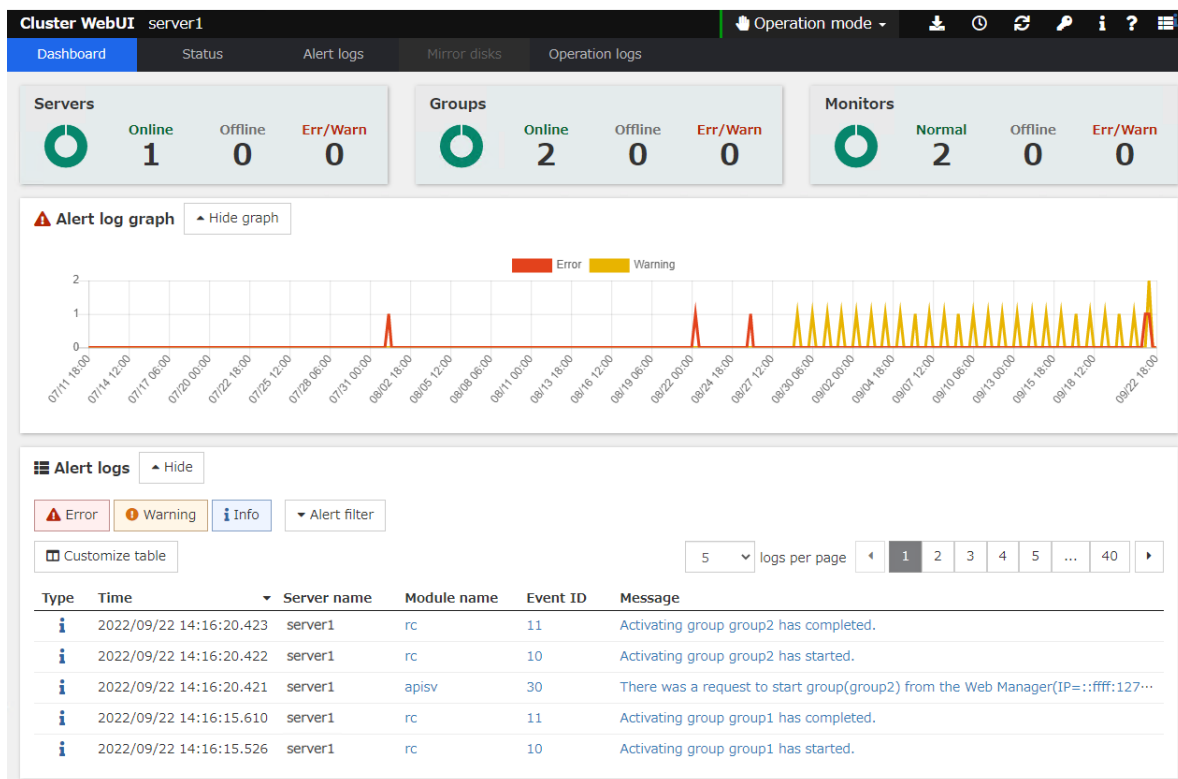 Cluster WebUI server1 Operation mode
Dashboard Status Alert logs Mirror disks Operation logs
Servers Groups Monitors
Online Offline Err/Warn Online Offline Err/Warn Normal Offline Err/Warn
1 0 0 2 0 0 2 0 0
Alert log graph Hide graph
Error Warning
2
1
0
07/11 18:00 07/14 12:00 07/17 06:00 07/20 00:00 07/22 18:00 07/25 12:00 07/28 06:00 07/31 00:00 08/02 18:00 08/05 12:00 08/08 06:00 08/11 00:00 08/13 18:00 08/16 12:00 08/19 06:00 08/22 00:00 08/24 18:00 08/27 12:00 08/30 06:00 09/02 00:00 09/04 18:00 09/07 12:00 09/10 06:00 09/13 00:00 09/15 18:00 09/18 12:00 09/22 18:00
Alert logs Hide
Error Warning Info Alert filter
Customize table 5 logs per page 1 2 3 4 5 ... 40
Type Time Server name Module name Event ID Message
2022/09/22 14:16:20.423 server1 rc 11 Activating group group2 has completed.
2022/09/22 14:16:20.422 server1 rc 10 Activating group group2 has started.
2022/09/22 14:16:20.421 server1 apisv 30 There was a request to start group(group2) from the Web Manager(IP=::ffff:127...
2022/09/22 14:16:15.610 server1 rc 11 Activating group group1 has completed.
2022/09/22 14:16:15.526 server1 rc 10 Activating group group1 has started.